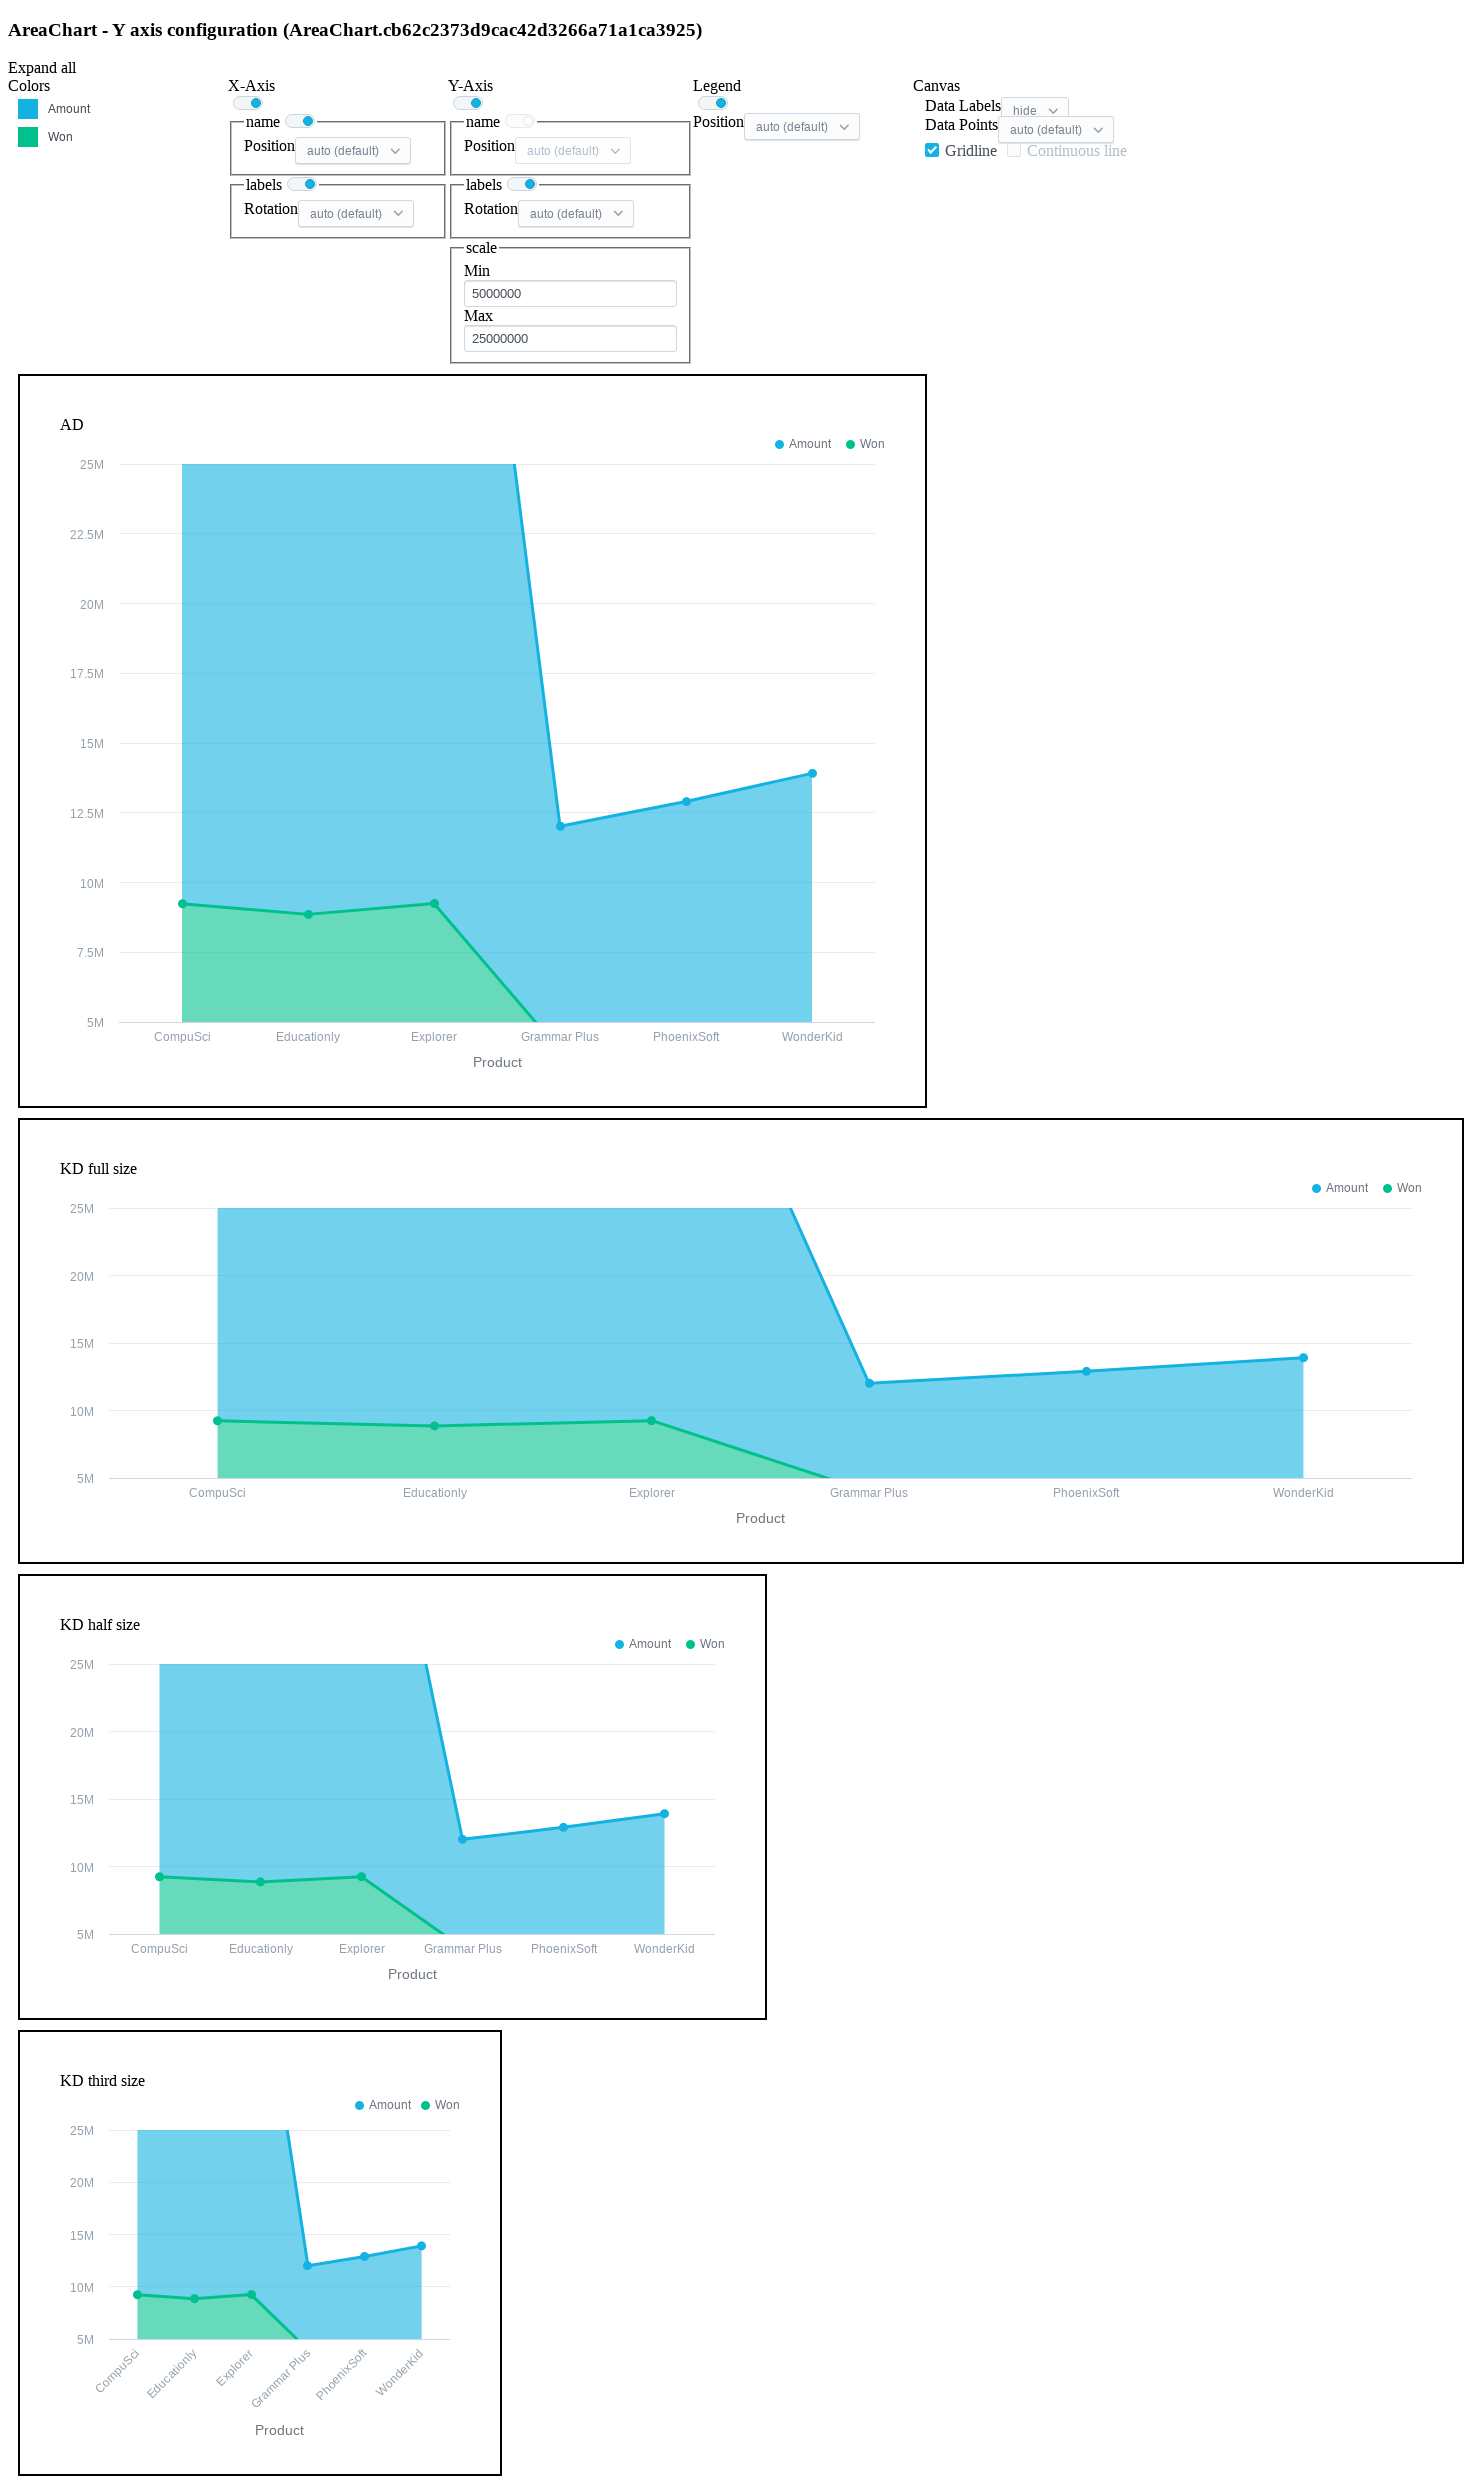 AreaChart - Y axis configuration (AreaChart.cb62c2373d9cac42d3266a71a1ca3925)
Expand all
Colors
Amount
Won
X-Axis
name
Position auto (default)
labels
Rotation auto (default)
Y-Axis
name
Position auto (default)
labels
Rotation auto (default)
scale
Min
5000000
Max
25000000
Legend
Position auto (default)
Canvas
Data Labels hide
Data Points auto (default)
Gridline Continuous line
AD
Amount Won
25M
22.5M
20M
17.5M
15M
12.5M
10M
7.5M
5M
CompuSci Educationly Explorer Grammar Plus PhoenixSoft WonderKid
Product
KD full size
Amount Won
25M
20M
15M
10M
5M
CompuSci Educationly Explorer Grammar Plus PhoenixSoft WonderKid
Product
KD half size
Amount Won
25M
20M
15M
10M
5M
CompuSci Educationly Explorer Grammar Plus PhoenixSoft WonderKid
Product
KD third size
Amount Won
25M
20M
15M
10M
5M
CompuSci Educationly Explorer Grammar Plus PhoenixSoft WonderKid
Product